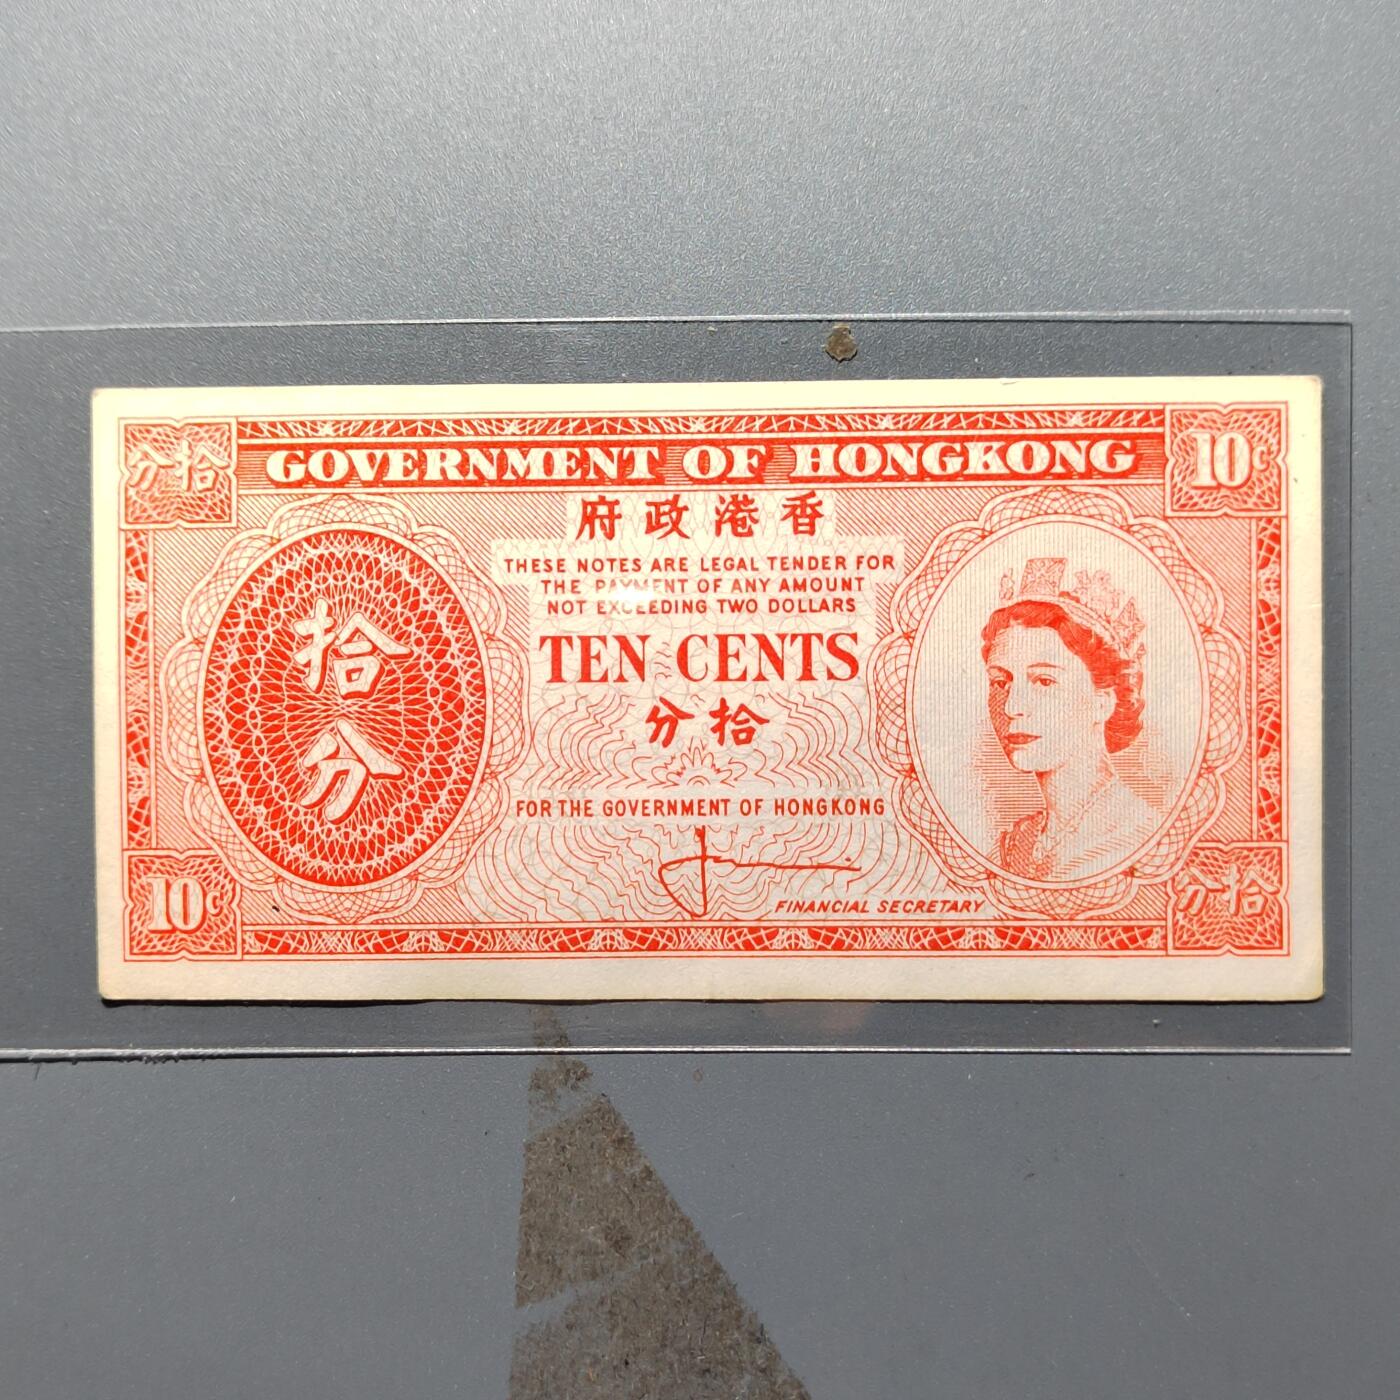 分拾
GOVERNMENT OF HONGKONG
10c
府政港香
THESE NOTES ARE LEGAL TENDER FOR
THE PAYMENT OF ANY AMOUNT
NOT EXCEEDING TWO DOLLARS
拾分
TEN CENTS
分拾
FOR THE GOVERNMENT OF HONGKONG
FINANCIAL SECRETARY
10c
分拾